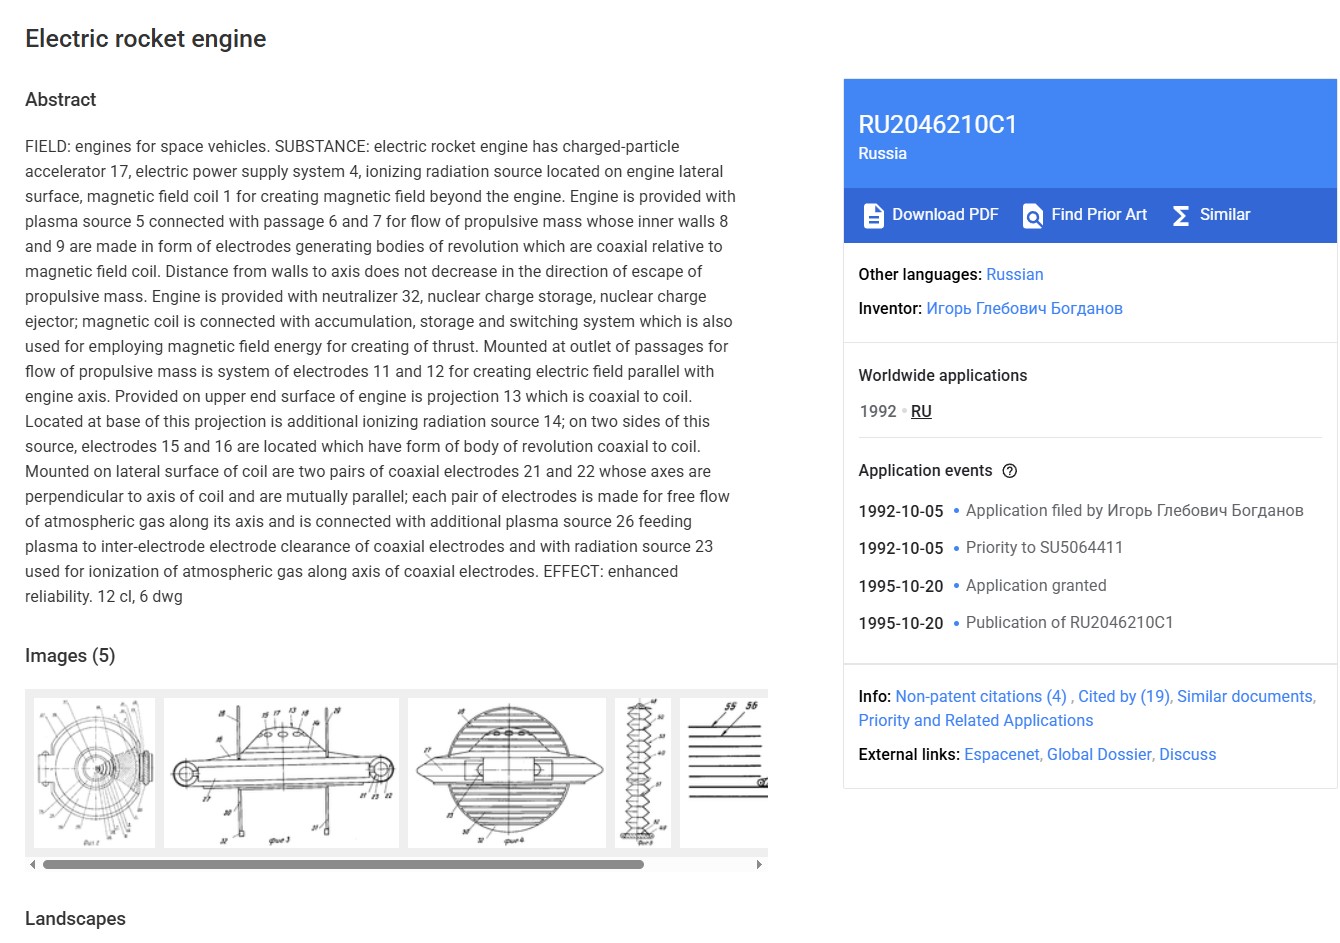 Electric rocket engine
Abstract
FIELD: engines for space vehicles. SUBSTANCE: electric rocket engine has charged-particle
accelerator 17, electric power supply system 4, ionizing radiation source located on engine lateral
surface, magnetic field coil 1 for creating magnetic field beyond the engine. Engine is provided with
plasma source 5 connected with passage 6 and 7 for flow of propulsive mass whose inner walls 8
and 9 are made in form of electrodes generating bodies of revolution which are coaxial relative to
magnetic field coil. Distance from walls to axis does not decrease in the direction of escape of
propulsive mass. Engine is provided with neutralizer 32, nuclear charge storage, nuclear charge
ejector; magnetic coil is connected with accumulation, storage and switching system which is also
used for employing magnetic field energy for creating of thrust. Mounted at outlet of passages for
flow of propulsive mass is system of electrodes 11 and 12 for creating electric field parallel with
engine axis. Provided on upper end surface of engine is projection 13 which is coaxial to coil.
Located at base of this projection is additional ionizing radiation source 14; on two sides of this
source, electrodes 15 and 16 are located which have form of body of revolution coaxial to coil.
Mounted on lateral surface of coil are two pairs of coaxial electrodes 21 and 22 whose axes are
perpendicular to axis of coil and are mutually parallel; each pair of electrodes is made for free flow
of atmospheric gas along its axis and is connected with additional plasma source 26 feeding
plasma to inter-electrode electrode clearance of coaxial electrodes and with radiation source 23
used for ionization of atmospheric gas along axis of coaxial electrodes. EFFECT: enhanced
reliability. 12 cl, 6 dwg
Images (5)
Фиг. 2
Фиг 3
Фиг 4
55 56
Landscapes
RU2046210C1
Russia
Download PDF Find Prior Art Similar
Other languages: Russian
Inventor: Игорь Глебович Богданов
Worldwide applications
1992 • RU
Application events
1992-10-05 • Application filed by Игорь Глебович Богданов
1992-10-05 • Priority to SU5064411
1995-10-20 • Application granted
1995-10-20 • Publication of RU2046210C1
Info: Non-patent citations (4) , Cited by (19), Similar documents,
Priority and Related Applications
External links: Espacenet, Global Dossier, Discuss